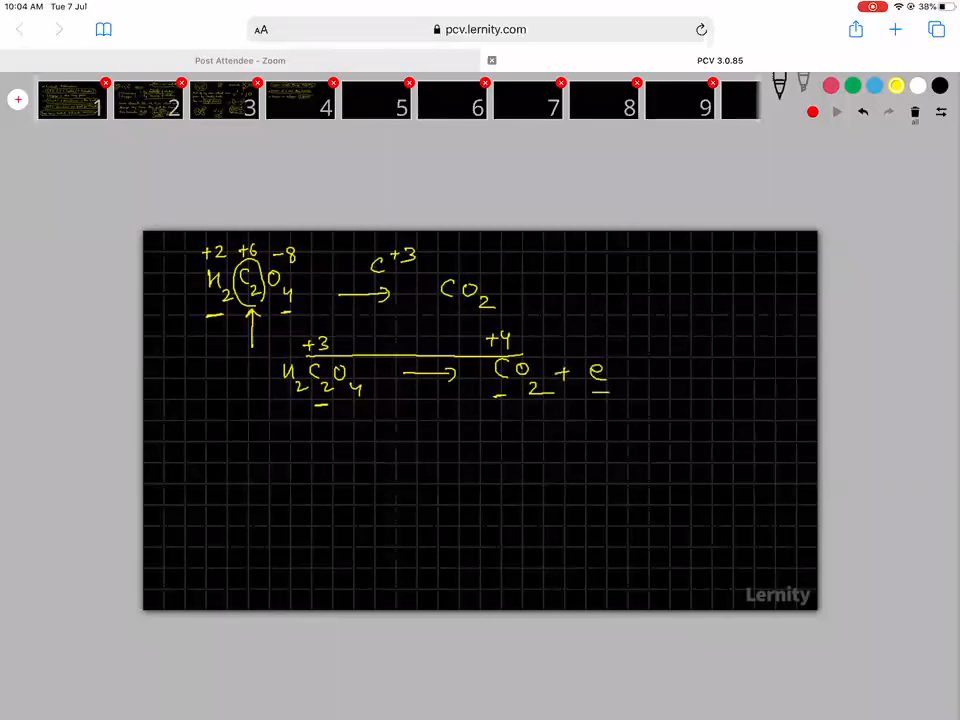 10:04 AM Tue 7 Jul 38%
AA pcv.lernity.com
Post Attendee - Zoom PCV 3.0.85
1 2 3 4 5 6 7 8 9
all
+2 +6 -8 C+3
H2C2O4 → CO2
+3 +4
H2C2O4 → CO2 + e
Lernity